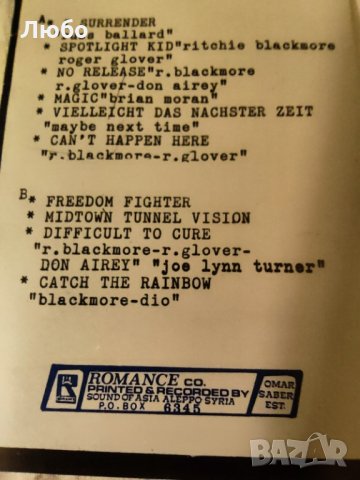 Любо
A* SURRENDER
ballard"
* SPOTLIGHT KID"ritchie blackmore
roger glover"
* NO RELEASE"r.blackmore
r.glover-don airey"
* MAGIC"brian moran"
* VIELLEICHT DAS NACHSTER ZEIT
"maybe next time"
* CAN'T HAPPEN HERE
"r.blackmore-r.glover"
B* FREEDOM FIGHTER
* MIDTOWN TUNNEL VISION
* DIFFICULT TO CURE
"r.blackmore-r.glover-
DON AIREY" "joe lynn turner"
* CATCH THE RAINBOW
"blackmore-dio"
ROMANCE CO.
PRINTED & RECORDED BY
SOUND OF ASIA ALEPPO SYRIA
P.O.BOX 6345
OMAR
SABER
EST.
BAZAR